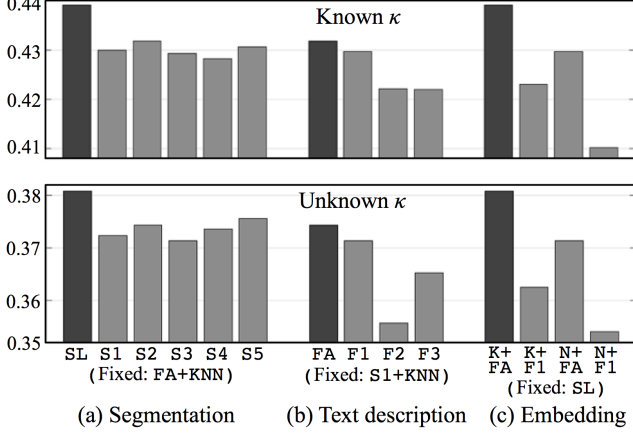 0.44
0.43
0.42
0.41
Known κ
0.38
0.37
0.36
0.35
Unknown κ
SL S1 S2 S3 S4 S5
(Fixed: FA+KNN)
FA F1 F2 F3
(Fixed: S1+KNN)
K+ K+ N+ N+
FA F1 FA F1
(Fixed: SL)
(a) Segmentation (b) Text description (c) Embedding